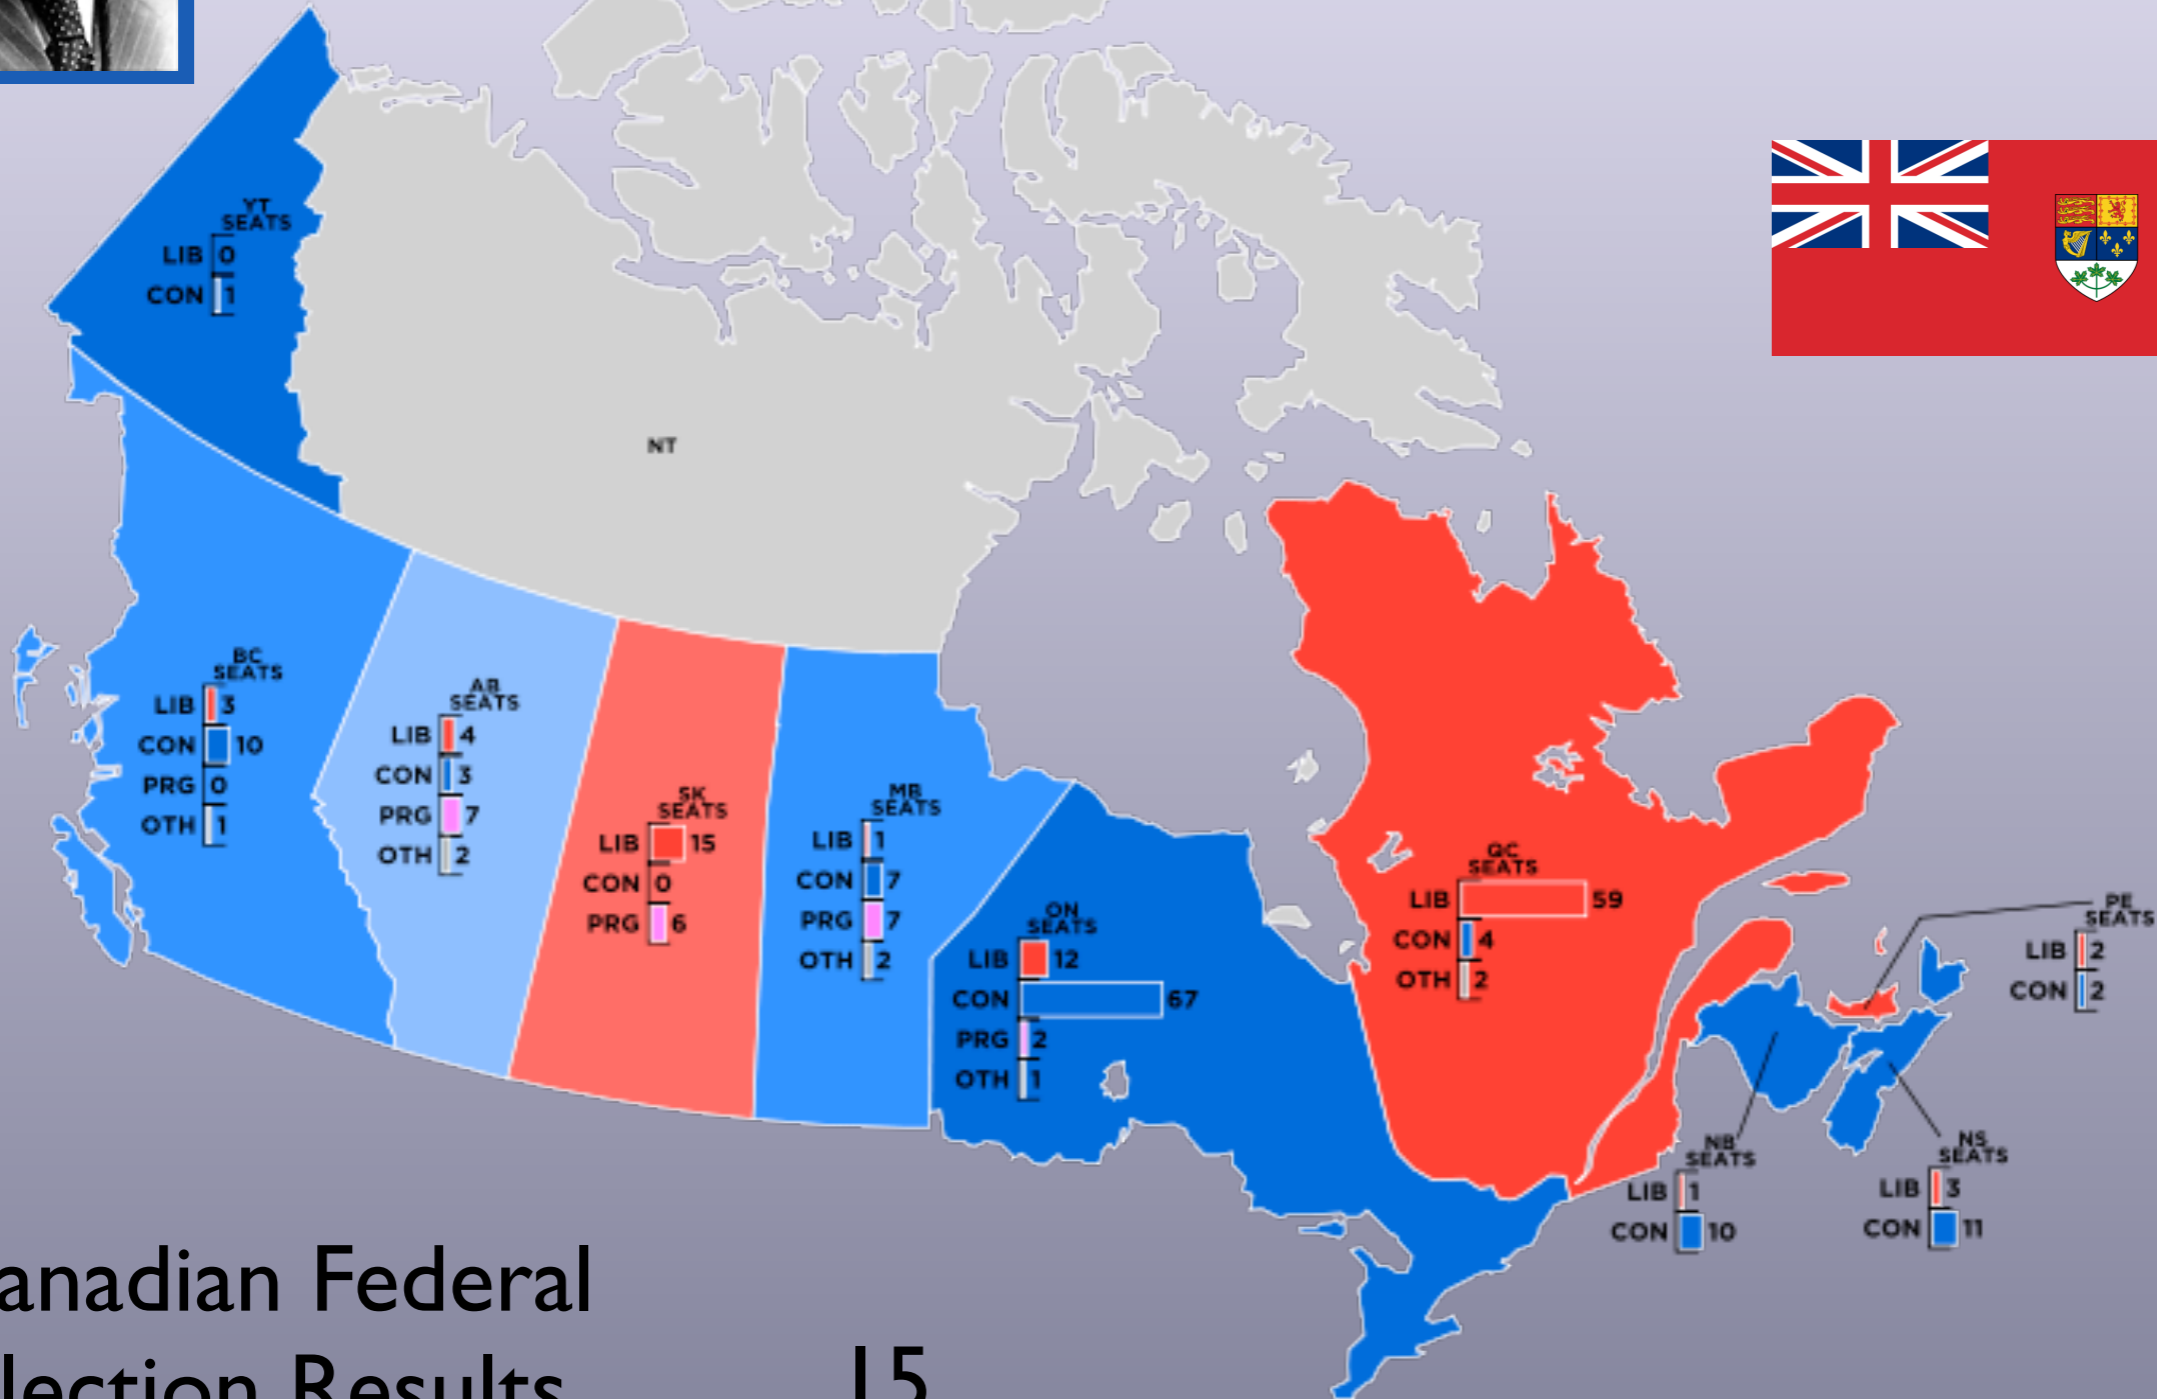 YT
SEATS
LIB 0
CON 1
NT
BC
SEATS
LIB 3
CON 10
PRG 0
OTH 1
AB
SEATS
LIB 4
CON 3
PRG 7
OTH 2
SK
SEATS
LIB 15
CON 0
PRG 6
MB
SEATS
LIB 1
CON 7
PRG 7
OTH 2
ON
SEATS
LIB 12
CON 67
PRG 2
OTH 1
QC
SEATS
LIB 59
CON 4
OTH 2
PE
SEATS
LIB 2
CON 2
NB
SEATS
LIB 1
CON 10
NS
SEATS
LIB 3
CON 11
anadian Federal
lection Results
15